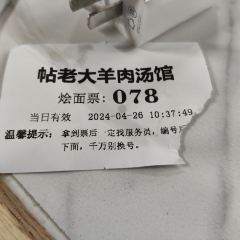 帖老大羊肉汤馆
烩面票: 078
当日有效 2024-04-26 10:37:49
温馨提示: 拿到票后一定找服务员, 编号
下面, 千万别换号。